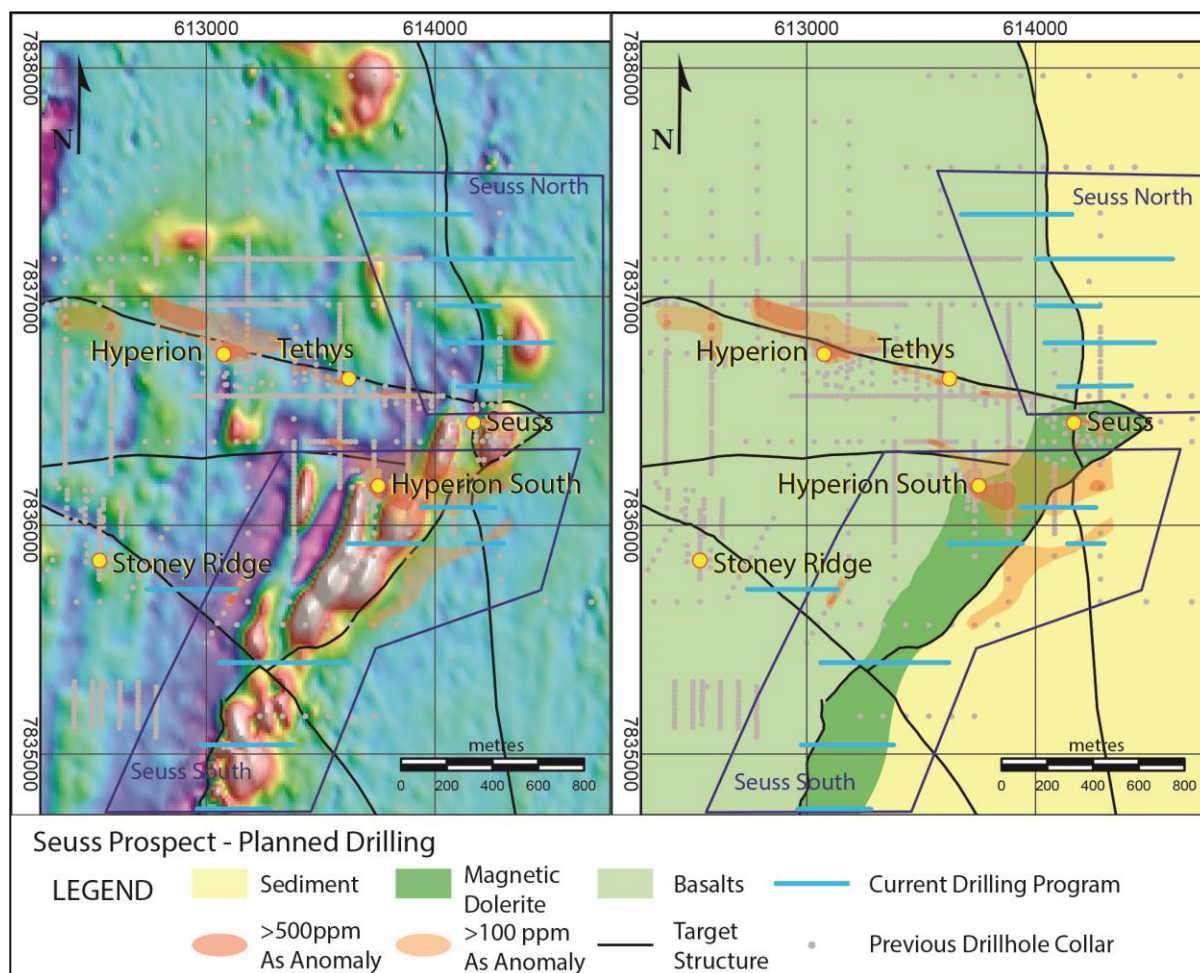 613000 614000 613000 614000
7838000 7838000
N N
Seuss North Seuss North
7837000 7837000
Hyperion Tethys Hyperion Tethys
Seuss Seuss
Hyperion South Hyperion South
7836000 7836000
Stoney Ridge Stoney Ridge
7835000 7835000
metres metres
Seuss South Seuss South
0 200 400 600 800 0 200 400 600 800
Seuss Prospect - Planned Drilling
LEGEND
Sediment
Magnetic
Dolerite
Basalts
Current Drilling Program
>500ppm
As Anomaly
>100 ppm
As Anomaly
Target
Structure
Previous Drillhole Collar